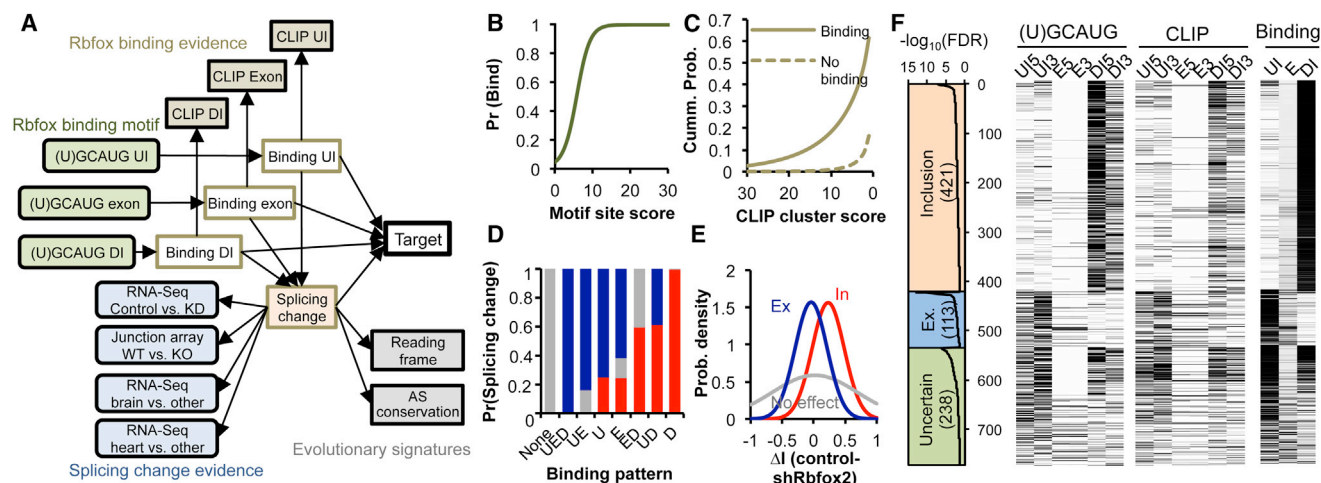 A
Rbfox binding evidence
CLIP UI
CLIP Exon
CLIP DI
Rbfox binding motif
(U)GCAUG UI
Binding UI
(U)GCAUG exon
Binding exon
(U)GCAUG DI
Binding DI
Target
RNA-Seq
Control vs. KD
Splicing
change
Junction array
WT vs. KO
Reading
frame
RNA-Seq
brain vs. other
AS
conservation
RNA-Seq
heart vs. other
Evolutionary signatures
Splicing change evidence
B
Pr (Bind)
1
0.8
0.6
0.4
0.2
0
0 10 20 30
Motif site score
C
Cumm. Prob.
0.7
0.6
0.5
0.4
0.3
0.2
0.1
0
Binding
No
binding
30 20 10 0
CLIP cluster score
D
Pr(Splicing change)
1
0.8
0.6
0.4
0.2
0
None UED UE U E ED UD D
Binding pattern
E
Prob. density
2
1.5
1
0.5
0
Ex
In
No effect
-1 -0.5 0 0.5 1
ΔI (control-
shRbfox2)
F
-log10(FDR)
15 10 5 0
(U)GCAUG
CLIP
Binding
UI5 UI3 E5 E3 DI5 DI3
UI5 UI3 E5 E3 DI5 DI3
UI E DI
Inclusion
(421)
Ex.
(113)
Uncertain
(238)
0
100
200
300
400
500
600
700